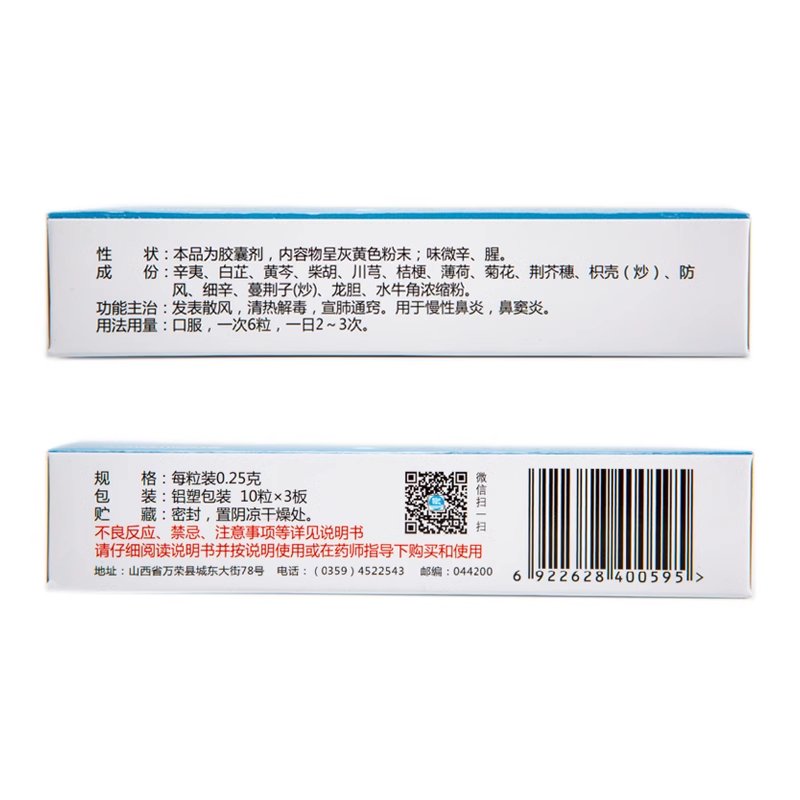 性　状：本品为胶囊剂，内容物呈灰黄色粉末；味微辛、腥。
成　份：辛夷、白芷、黄芩、柴胡、川芎、桔梗、薄荷、菊花、荆芥穗、枳壳（炒）、防
风、细辛、蔓荆子(炒)、龙胆、水牛角浓缩粉。
功能主治：发表散风，清热解毒，宣肺通窍。用于慢性鼻炎，鼻窦炎。
用法用量：口服，一次6粒，一日2～3次。
规　格：每粒装0.25克
包　装：铝塑包装 10粒×3板
贮　藏：密封，置阴凉干燥处。
不良反应、禁忌、注意事项等详见说明书
请仔细阅读说明书并按说明使用或在药师指导下购买和使用
地址：山西省万荣县城东大街78号 电话：（0359）4522543 邮编：044200
微信扫一扫
6 922628 400595 >